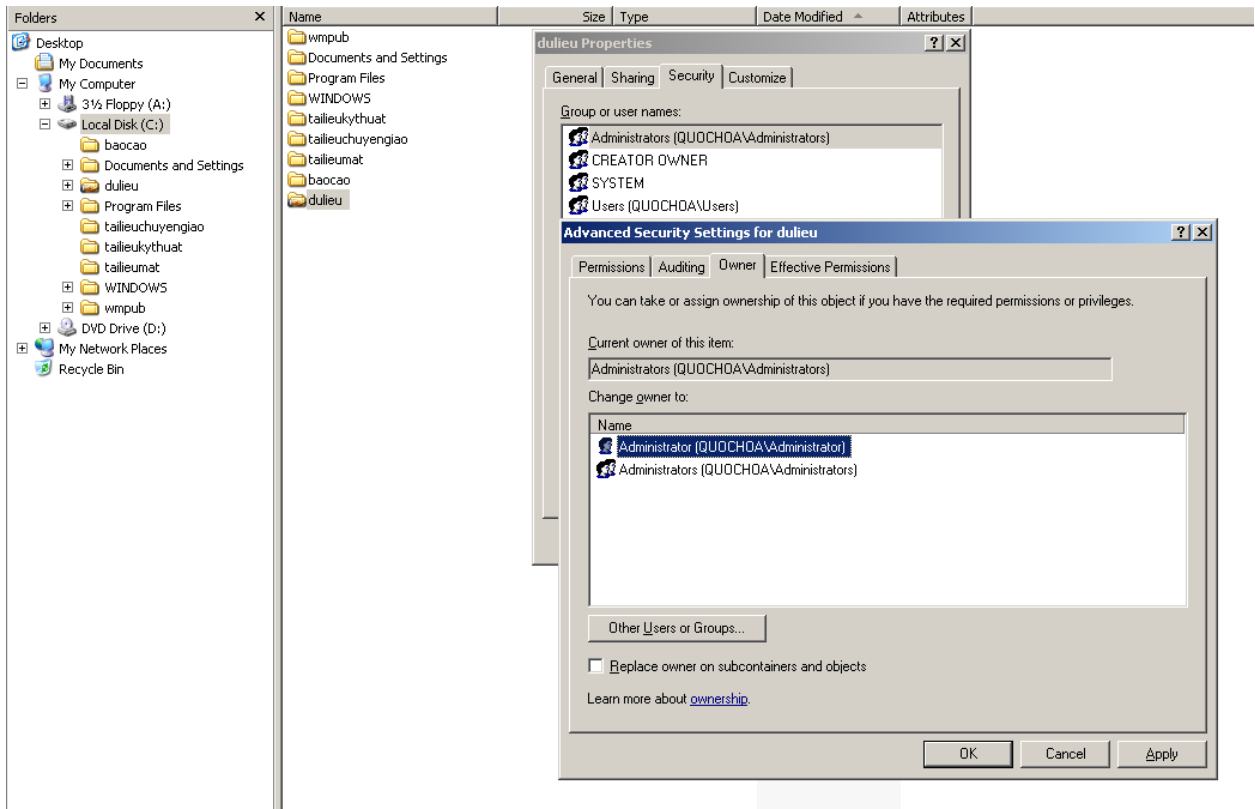 Folders
Desktop
My Documents
My Computer
3½ Floppy (A:)
Local Disk (C:)
baocao
Documents and Settings
dulieu
Program Files
tailieuchuyengiao
tailieukythuat
tailieumat
WINDOWS
wmpub
DVD Drive (D:)
My Network Places
Recycle Bin
Name Size Type Date Modified Attributes
wmpub
Documents and Settings
Program Files
WINDOWS
tailieukythuat
tailieuchuyengiao
tailieumat
baocao
dulieu
dulieu Properties
General Sharing Security Customize
Group or user names:
Administrators (QUOCHOA\Administrators)
CREATOR OWNER
SYSTEM
Users (QUOCHOA\Users)
Advanced Security Settings for dulieu
Permissions Auditing Owner Effective Permissions
You can take or assign ownership of this object if you have the required permissions or privileges.
Current owner of this item:
Administrators (QUOCHOA\Administrators)
Change owner to:
Name
Administrator (QUOCHOA\Administrator)
Administrators (QUOCHOA\Administrators)
Other Users or Groups...
Replace owner on subcontainers and objects
Learn more about ownership.
OK Cancel Apply